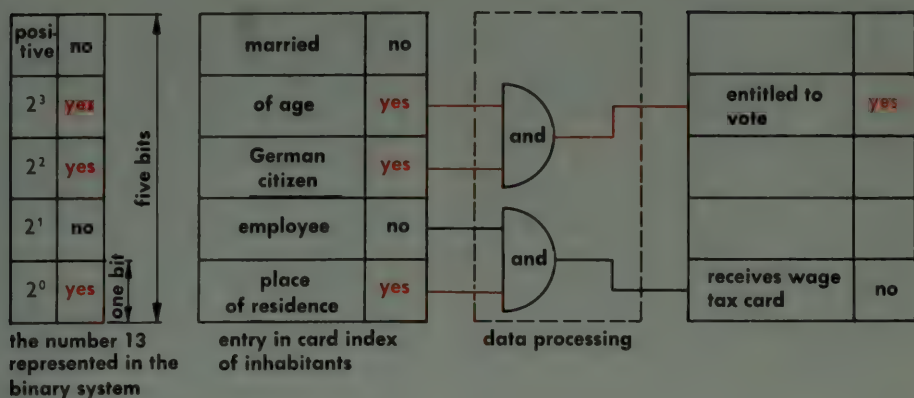 posi-
tive
no
2³
yes
2²
yes
2¹
no
2⁰
yes
one bit
five bits
the number 13
represented in the
binary system
married
no
of age
yes
German
citizen
yes
employee
no
place
of residence
yes
entry in card index
of inhabitants
and
and
data processing
entitled to
vote
yes
receives wage
tax card
no